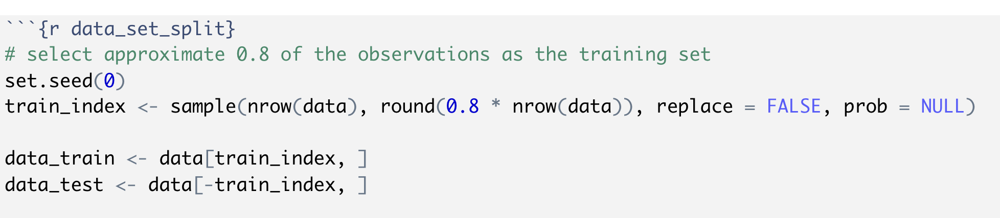 ```{r data_set_split}
# select approximate 0.8 of the observations as the training set
set.seed(0)
train_index <- sample(nrow(data), round(0.8 * nrow(data)), replace = FALSE, prob = NULL)
data_train <- data[train_index, ]
data_test <- data[-train_index, ]